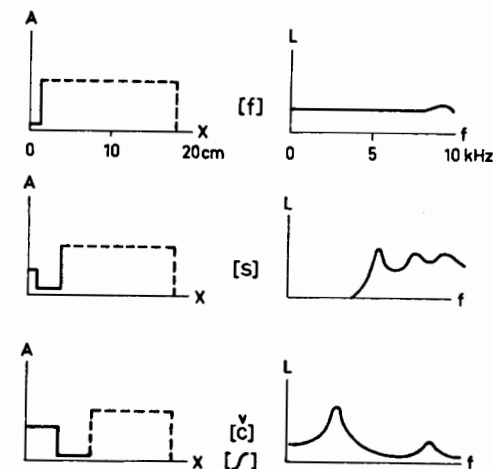 A L
[f]
X f
0 10 20cm 0 5 10 kHz
A L
[s]
X f
A L
[č]
X
[ʃ] f